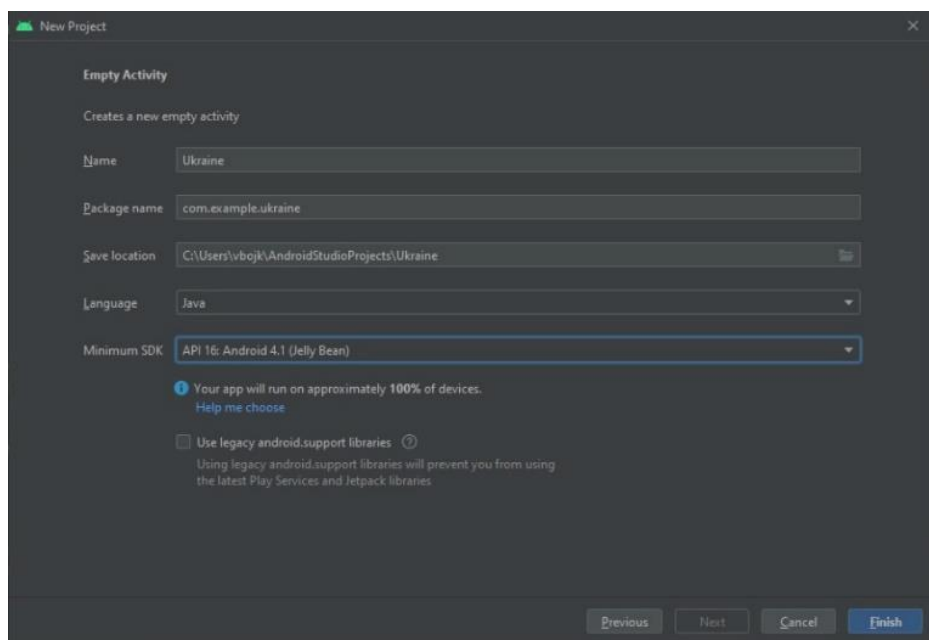 New Project
Empty Activity
Creates a new empty activity
Name
Ukraine
Package name
com.example.ukraine
Save location
C:\Users\vbojk\AndroidStudioProjects\Ukraine
Language
Java
Minimum SDK
API 16: Android 4.1 (Jelly Bean)
Your app will run on approximately 100% of devices.
Help me choose
Use legacy android.support libraries
Using legacy android.support libraries will prevent you from using
the latest Play Services and Jetpack libraries
Previous
Next
Cancel
Finish